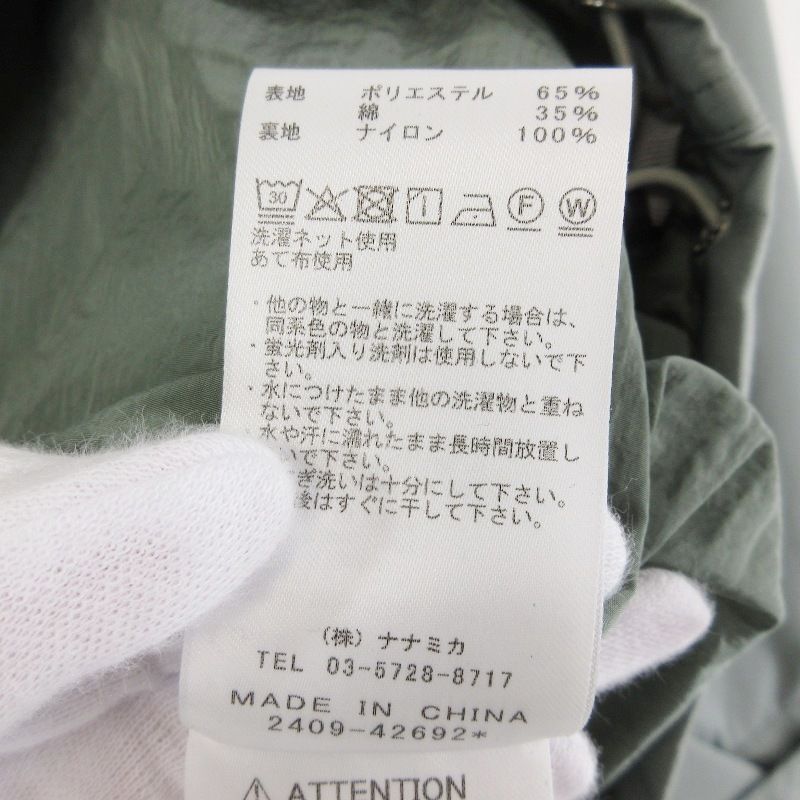 表地 ポリエステル 65%
綿 35%
裏地 ナイロン 100%
30 F W
洗濯ネット使用
あて布使用
・他の物と一緒に洗濯する場合は、
同系色の物と洗濯して下さい。
・蛍光剤入り洗剤は使用しないで下
さい。
・水につけたまま他の洗濯物と重ね
ないで下さい。
・水や汗に濡れたまま長時間放置し
いで下さい。
ぎ洗いは十分にして下さい。
後はすぐに干して下さい。
(株) ナナミカ
TEL 03-5728-8717
MADE IN CHINA
2409-42692*
⚠ ATTENTION